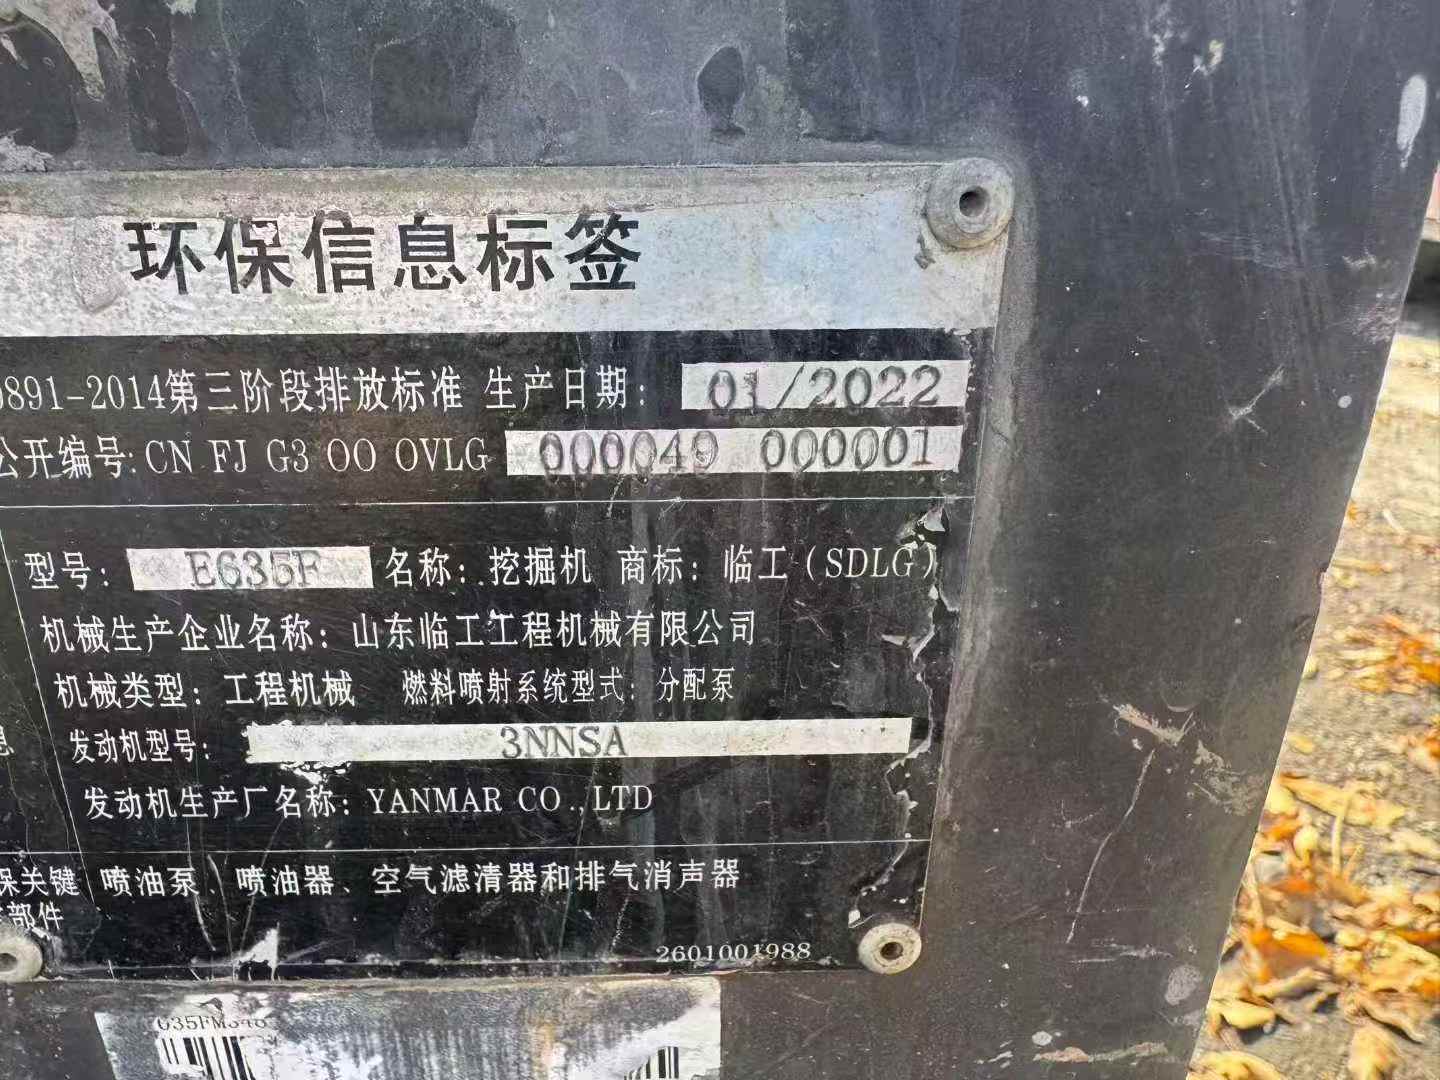 环保信息标签
0891-2014第三阶段排放标准 生产日期: 01/2022
公开编号: CN FJ G3 00 0VLG 000049 000001
型号: E635F 名称: 挖掘机 商标: 临工(SDLG)
机械生产企业名称: 山东临工工程机械有限公司
机械类型: 工程机械 燃料喷射系统型式: 分配泵
息 发动机型号: 3NNSA
发动机生产厂名称: YANMAR CO.,LTD
保关键 喷油泵、喷油器、空气滤清器和排气消声器
部件
2601001988
635FM